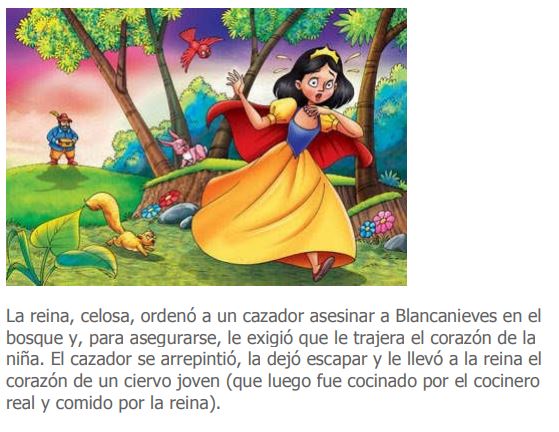 La reina, celosa, ordenó a un cazador asesinar a Blancanieves en el
bosque y, para asegurarse, le exigió que le trajera el corazón de la
niña. El cazador se arrepintió, la dejó escapar y le llevó a la reina el
corazón de un ciervo joven (que luego fue cocinado por el cocinero
real y comido por la reina).